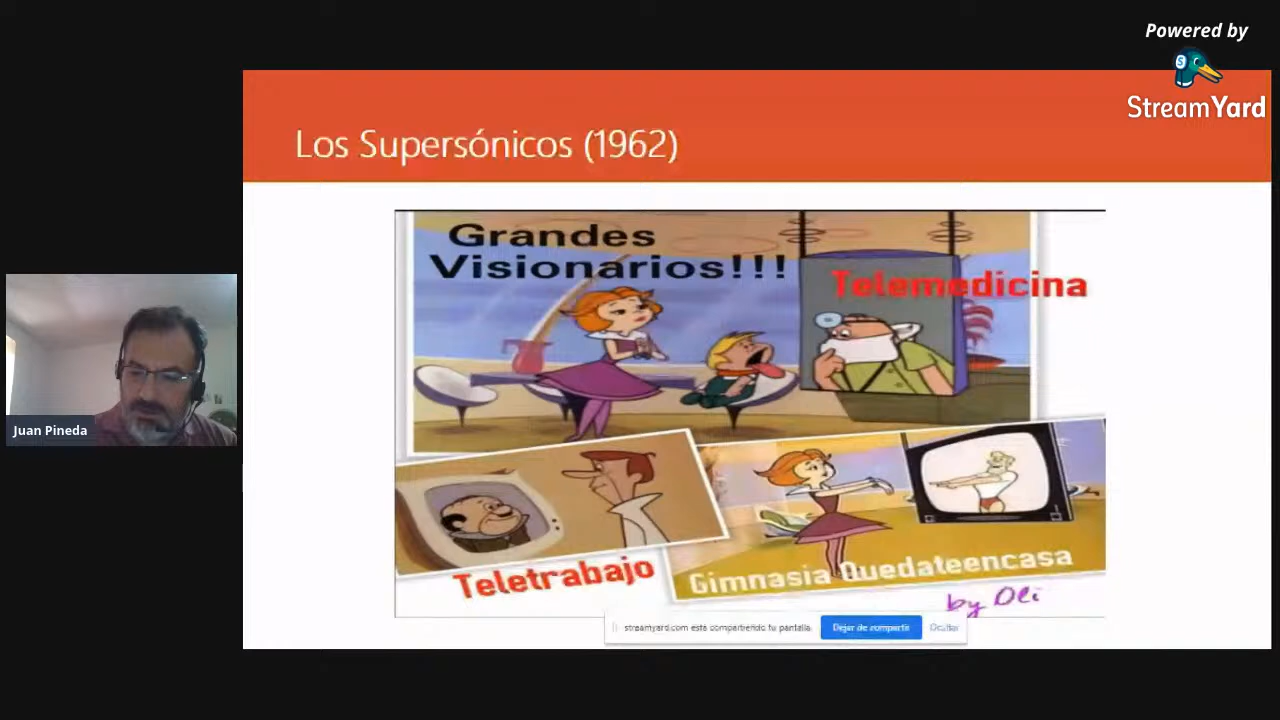 Powered by
StreamYard
Los Supersónicos (1962)
Grandes
Visionarios!!!
Telemedicina
Teletrabajo
Gimnasia Quedateencasa
by Oli
Juan Pineda
streamyard.com está compartiendo tu pantalla.
Dejar de compartir
Ocultar